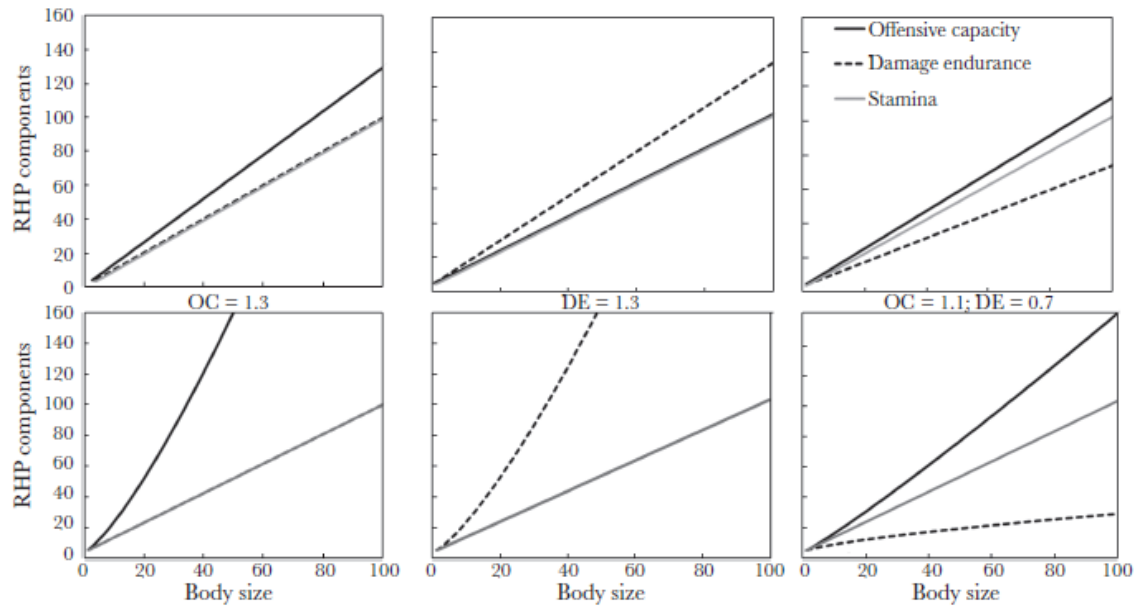 160
140
120
100
80
60
40
20
0
RHP components
Offensive capacity
Damage endurance
Stamina
OC = 1.3
DE = 1.3
OC = 1.1; DE = 0.7
160
120
100
80
60
40
20
0
RHP components
0 20 40 60 80 100
0 20 40 60 80 100
0 20 40 60 80 100
Body size
Body size
Body size